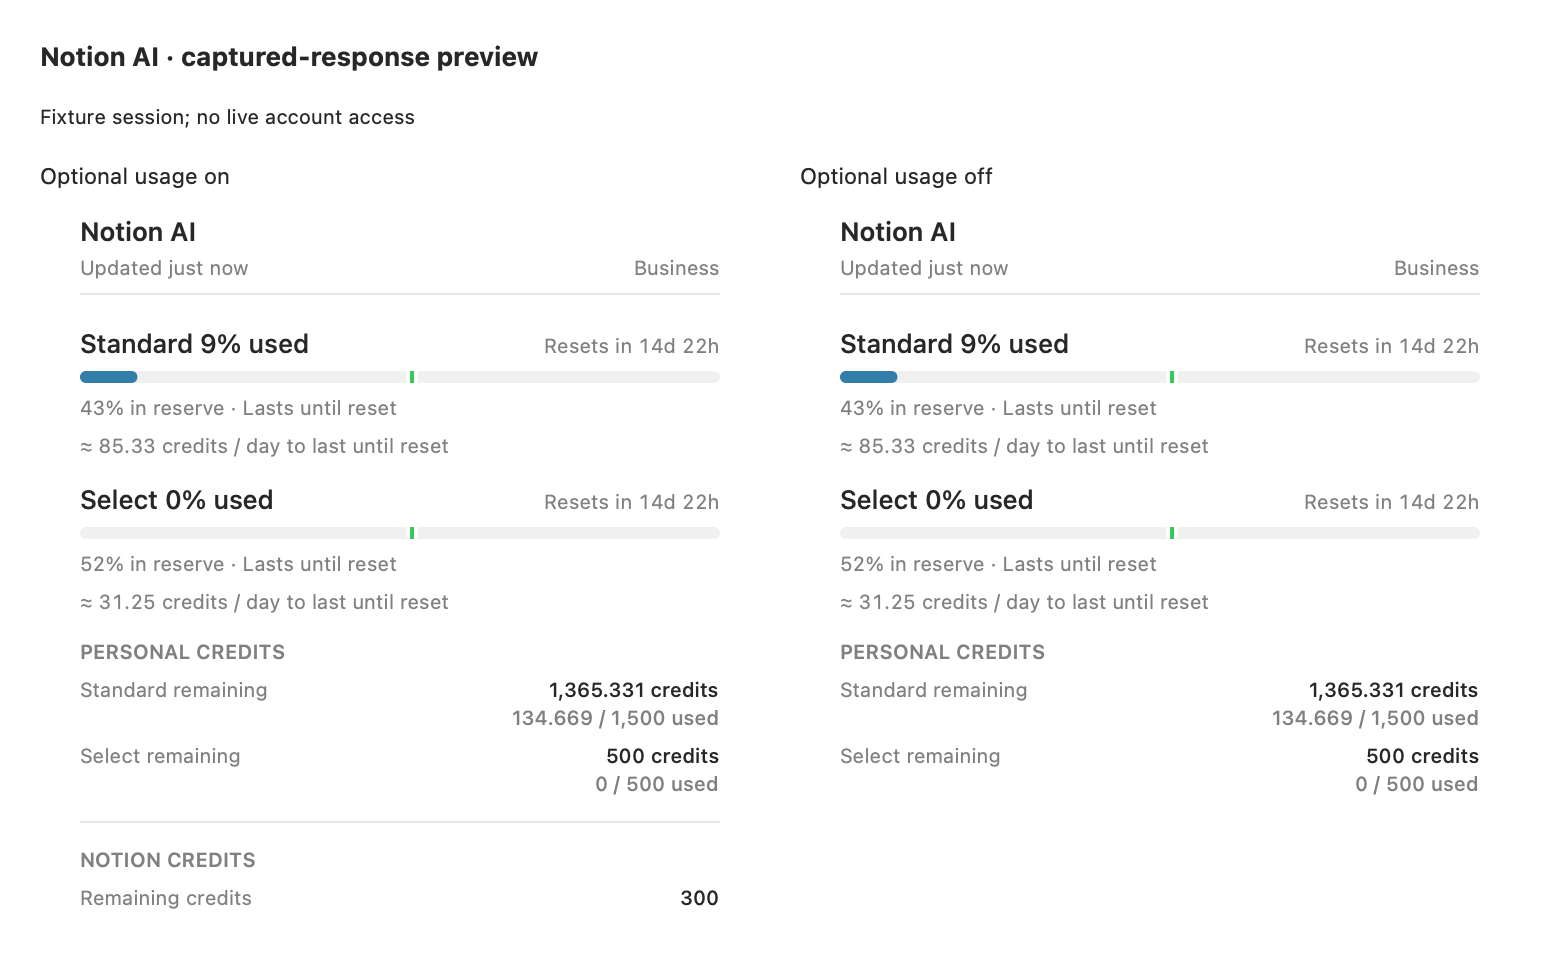 Notion AI · captured-response preview
Fixture session; no live account access
Optional usage on
Notion AI
Updated just now
Business
Standard 9% used
Resets in 14d 22h
43% in reserve · Lasts until reset
≈ 85.33 credits / day to last until reset
Select 0% used
Resets in 14d 22h
52% in reserve · Lasts until reset
≈ 31.25 credits / day to last until reset
PERSONAL CREDITS
Standard remaining
1,365.331 credits
134.669 / 1,500 used
Select remaining
500 credits
0 / 500 used
NOTION CREDITS
Remaining credits
300
Optional usage off
Notion AI
Updated just now
Business
Standard 9% used
Resets in 14d 22h
43% in reserve · Lasts until reset
≈ 85.33 credits / day to last until reset
Select 0% used
Resets in 14d 22h
52% in reserve · Lasts until reset
≈ 31.25 credits / day to last until reset
PERSONAL CREDITS
Standard remaining
1,365.331 credits
134.669 / 1,500 used
Select remaining
500 credits
0 / 500 used